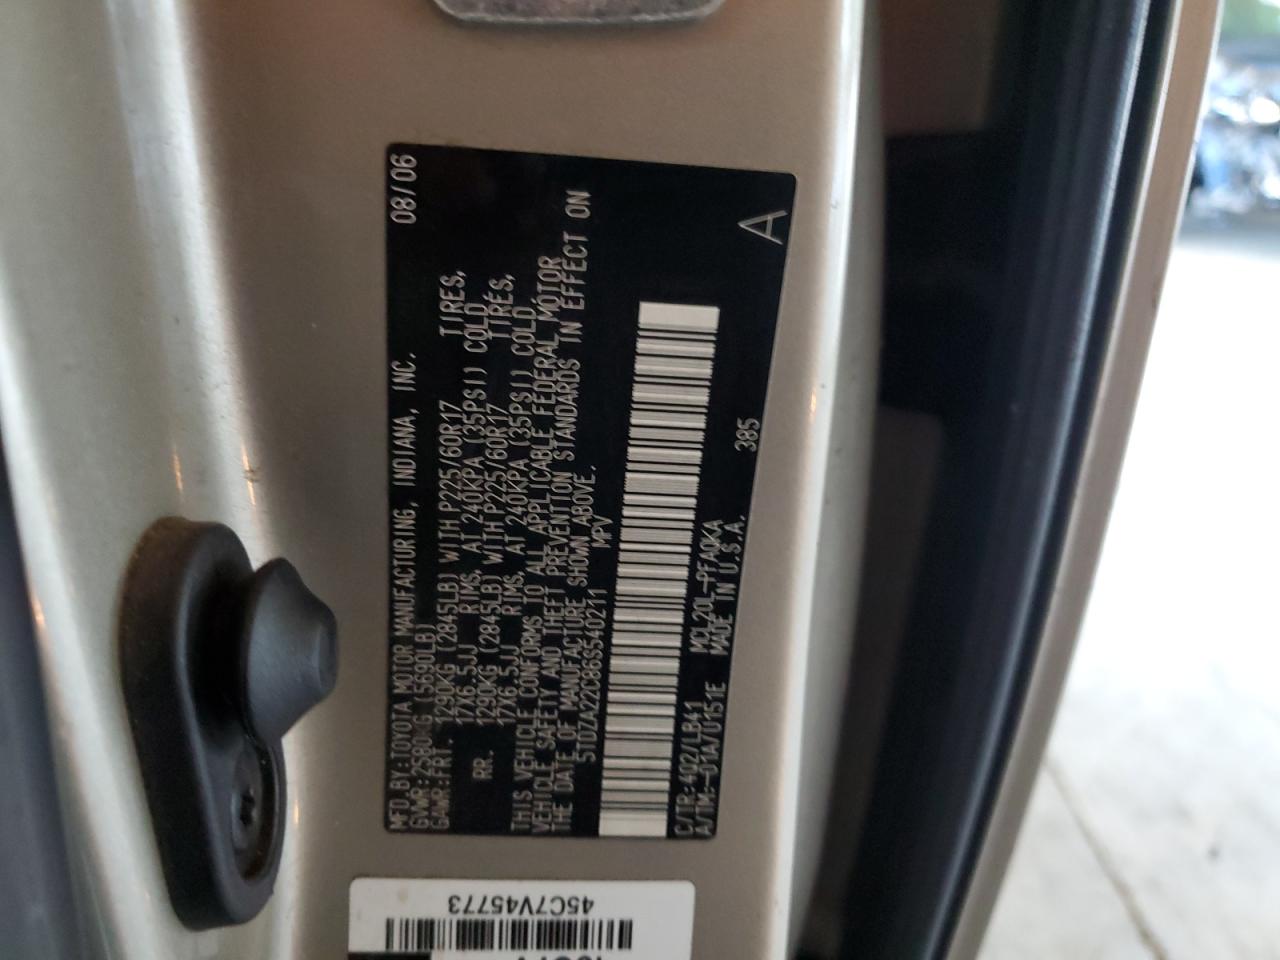 MFD.BY:TOYOTA MOTOR MANUFACTURING, INDIANA, INC. 08/06
GVWR:2580KG (5690LB)
GAWR:FRT. 1290KG (2845LB) WITH P225/60R17 TIRES,
17X6.5JJ RIMS, AT 240KPA (35PSI) COLD
RR. 1290KG (2845LB) WITH P225/60R17 TIRES,
17X6.5JJ RIMS, AT 240KPA (35PSI) COLD,
THIS VEHICLE CONFORMS TO ALL APPLICABLE FEDERAL MOTOR
VEHICLE SAFETY AND THEFT PREVENTION STANDARDS IN EFFECT ON
THE DATE OF MANUFACTURE SHOWN ABOVE.
5TDZA22C86S540211 MPV
C/TR:4Q2/LB41 MCL20L-PFAQKA 385
A/TM:-01A/U151E MADE IN U.S.A.
A
45C7V45773